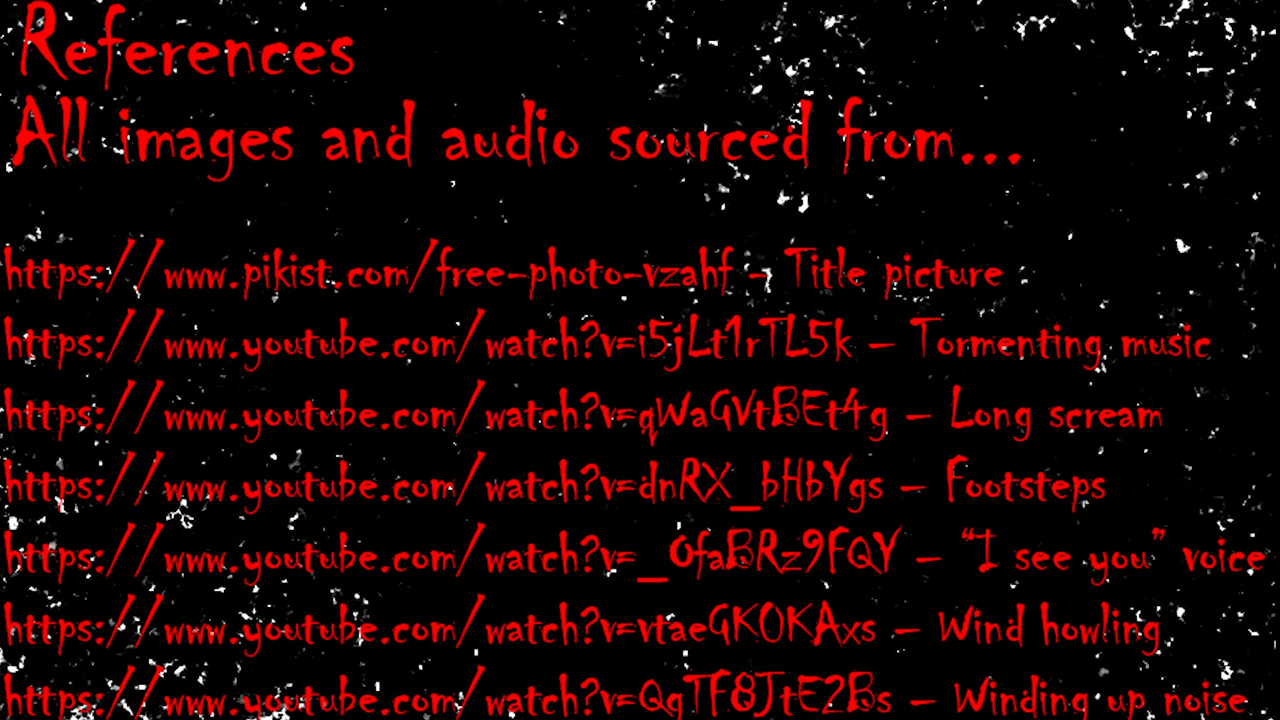 References
All images and audio sourced from...
https://www.pikist.com/free-photo-vzahf - Title picture
https://www.youtube.com/watch?v=i5jLt1rTL5k – Tormenting music
https://www.youtube.com/watch?v=qWaGVtBEt4g – Long scream
https://www.youtube.com/watch?v=dnRX_bHbYgs – Footsteps
https://www.youtube.com/watch?v=_0faBRz9FQY – “I see you” voice
https://www.youtube.com/watch?v=vtaeGKOKAxs – Wind howling
https://www.youtube.com/watch?v=QgTF8JtE2Bs – Winding up noise